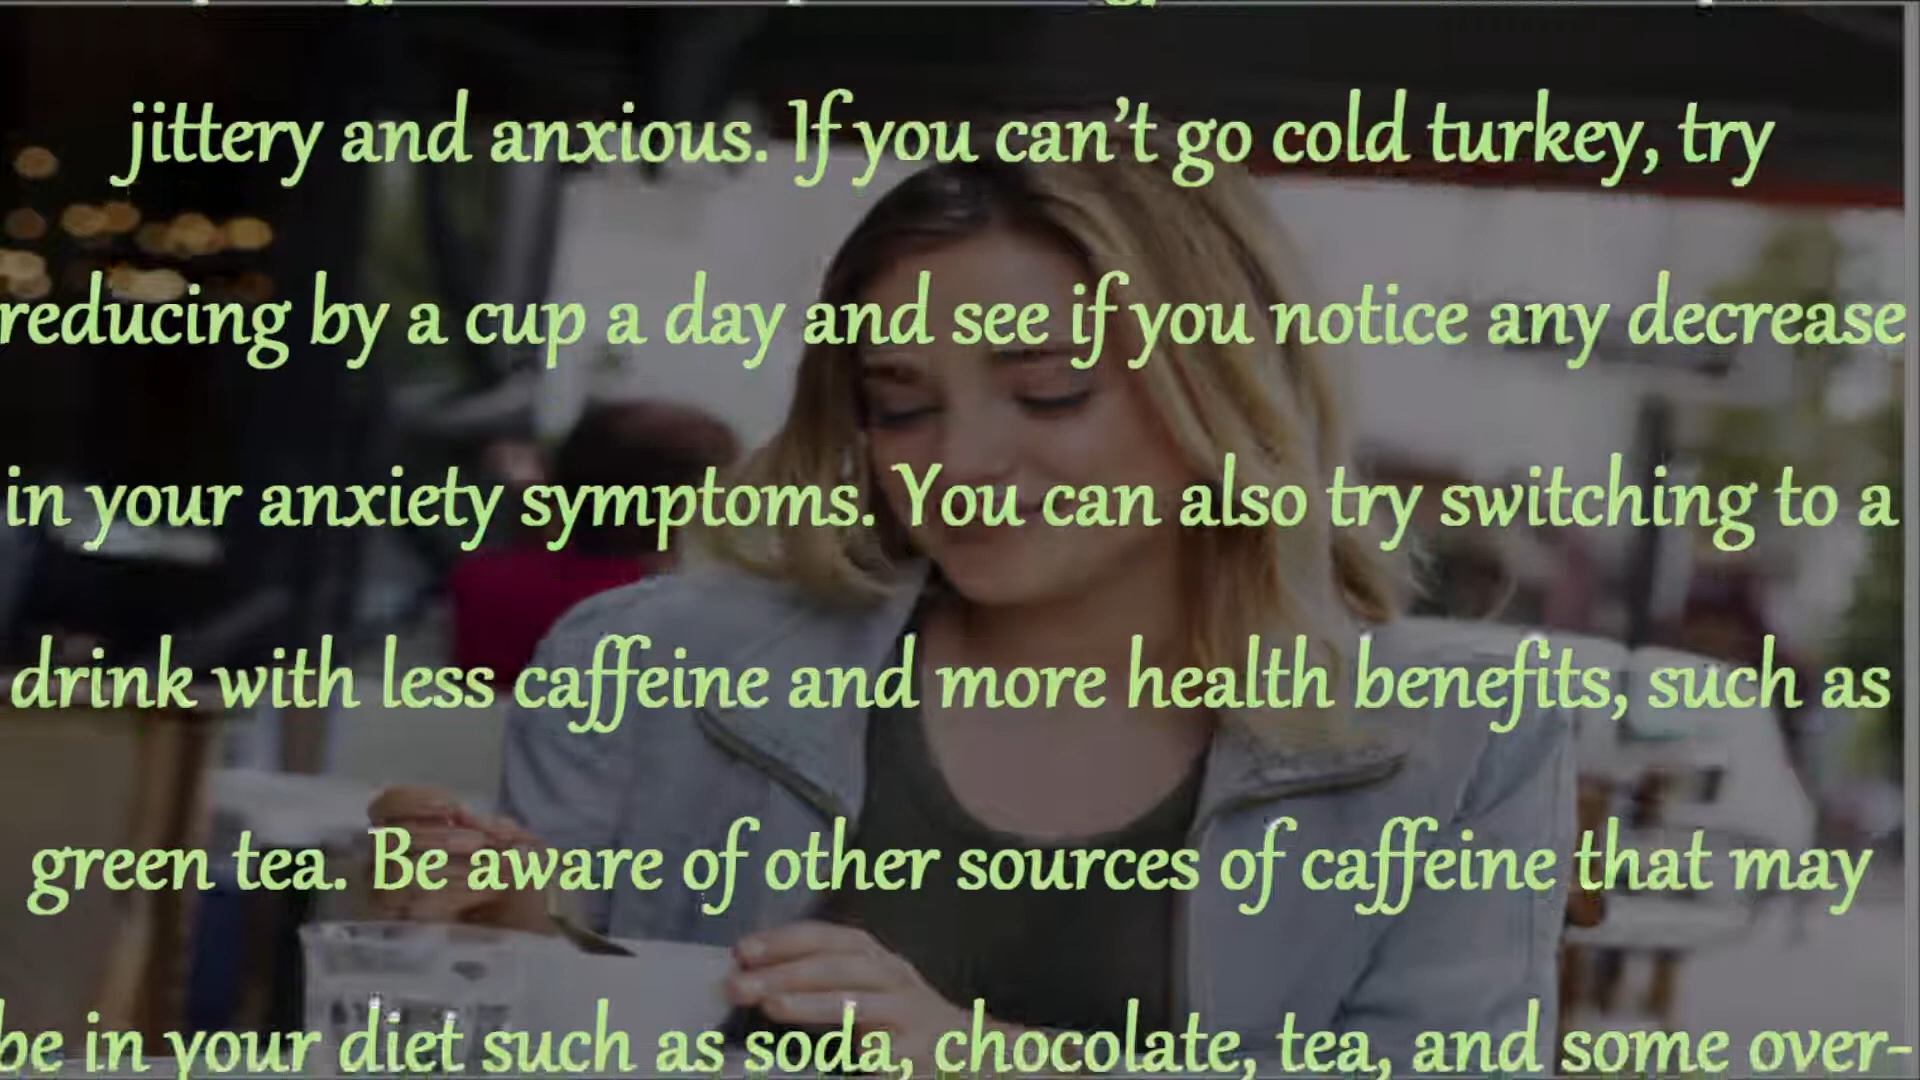 jittery and anxious. If you can’t go cold turkey, try
reducing by a cup a day and see if you notice any decrease
in your anxiety symptoms. You can also try switching to a
drink with less caffeine and more health benefits, such as
green tea. Be aware of other sources of caffeine that may
be in your diet such as soda, chocolate, tea, and some over-